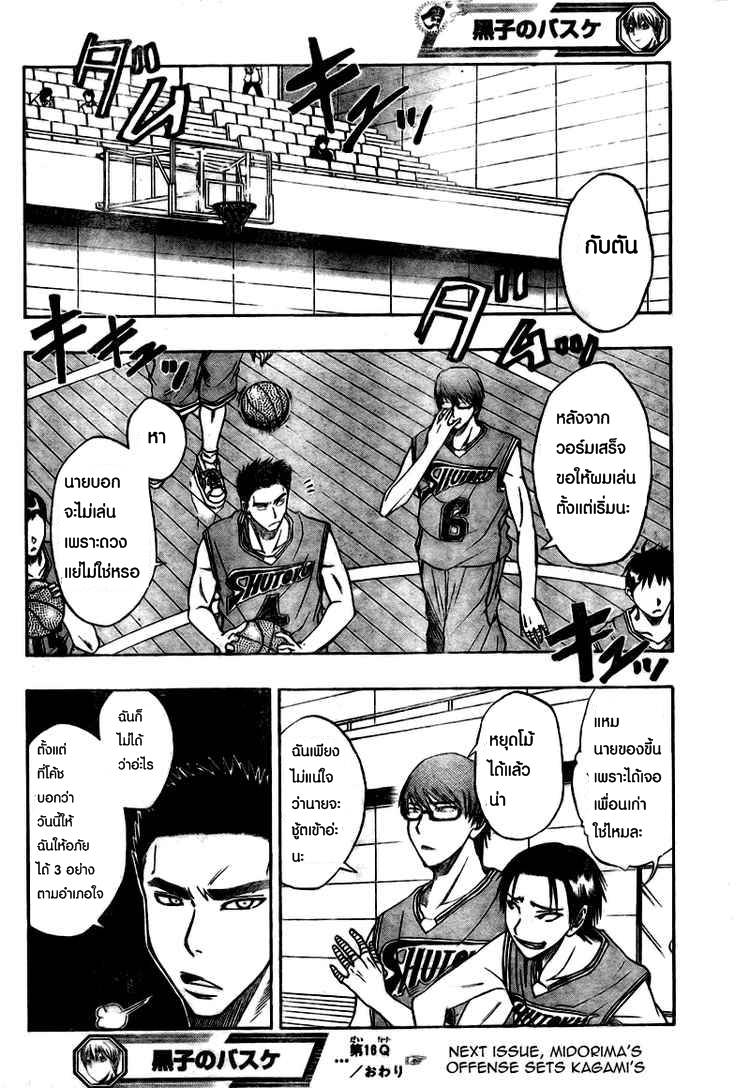 黒子のバスケ
ダム
キュッ
กับตัน
ダム
キキュッ
หลังจาก
วอร์มเสร็จ
ขอให้ผมเล่น
ตั้งแต่เริ่มนะ
หา
นายบอก
จะไม่เล่น
เพราะดวง
แย่ไม่ใช่หรอ
SHUTOKU
6
SHUTOKU
4
キュッ
แหม
นายของขึ้น
เพราะได้เจอ
เพื่อนเก่า
ใช่ไหมละ
หยุดโม้
ได้แล้ว
น่า
ฉันเพียง
ไม่แน่ใจ
ว่านายจะ
ชู้ตเข้าอ่ะ
นะ
SHUTOKU
SHUTOKU
ฉันก็
ไม่ได้
ว่าอะไร
ตั้งแต่
ที่โค้ช
บอกว่า
วันนี้ให้
ฉันให้อภัย
ได้ 3 อย่าง
ตามอำเภอใจ
黒子のバスケ
第16Q
…／おわり
NEXT ISSUE, MIDORIMA'S
OFFENSE SETS KAGAMI'S